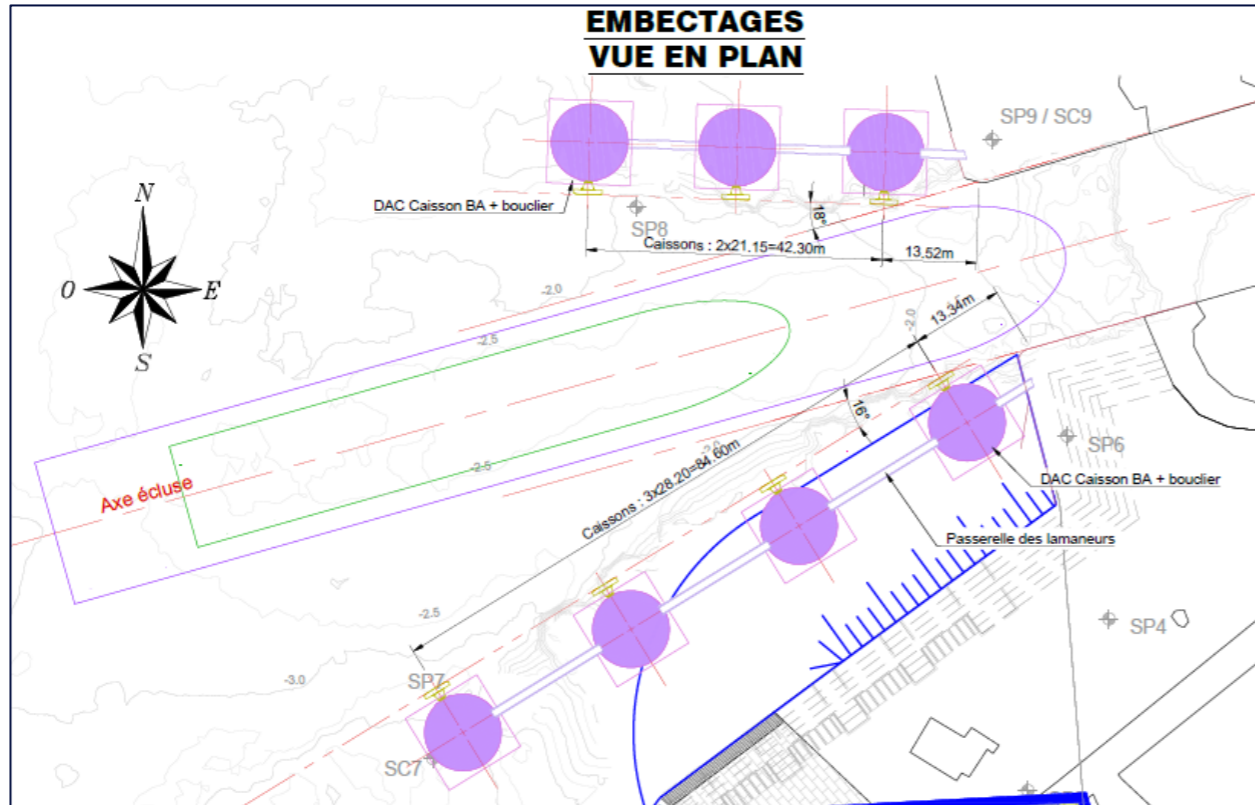 EMBECTAGES
VUE EN PLAN
SP9 / SC9
N
O
E
S
DAC Caisson BA + bouclier
SP8
18°
Caissons : 2x21.15=42.30m
13.52m
-2.0
-2.5
-2.0
13.34m
16°
-2.0
-2.5
Caissons : 3x28.20=84.60m
Axe écluse
SP6
DAC Caisson BA + bouclier
Passerelle des lamaneurs
-2.5
SP4
-3.0
SP7
SC7